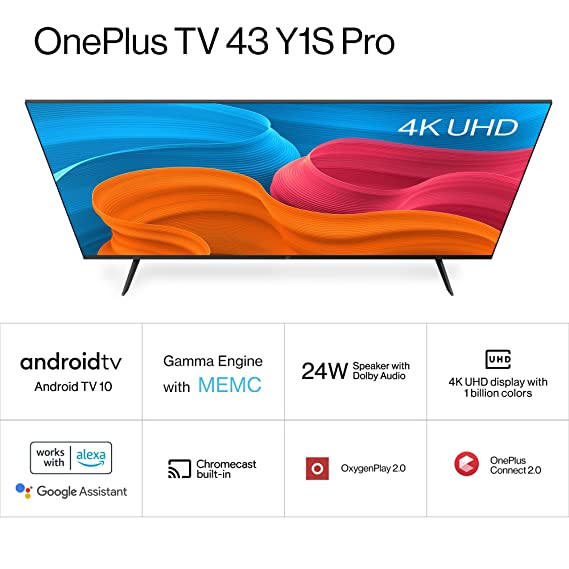 OnePlus TV 43 Y1S Pro
4K UHD
androidtv
Android TV 10
Gamma Engine
with MEMC
24W Speaker with
Dolby Audio
UHD
4K UHD display with
1 billion colors
works
with alexa
Google Assistant
Chromecast
built-in
OxygenPlay 2.0
OnePlus
Connect 2.0